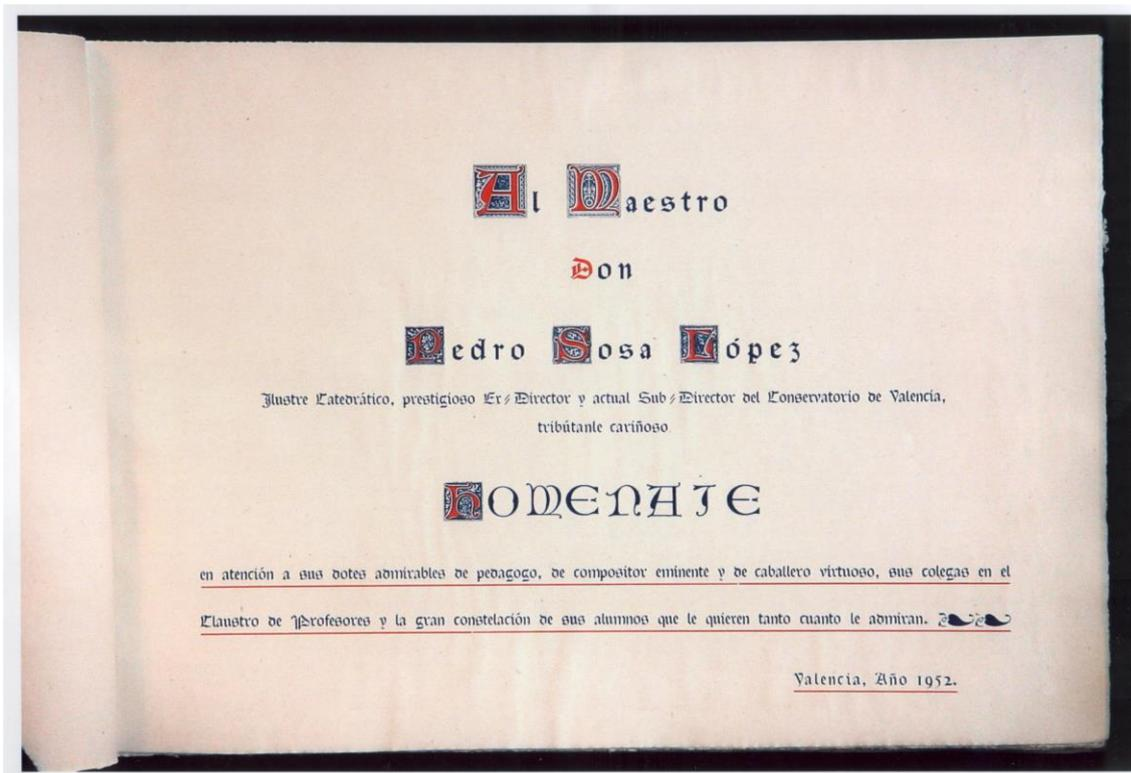 Al Maestro
Don
Pedro Sosa López
Ilustre Catedrático, prestigioso Ex-Director y actual Sub-Director del Conservatorio de Valencia,
tribútanle cariñoso
HOMENAJE
en atención a sus dotes admirables de pedagogo, de compositor eminente y de caballero virtuoso, sus colegas en el
Claustro de Profesores y la gran constelación de sus alumnos que le quieren tanto cuanto le admiran.
Valencia, Año 1952.